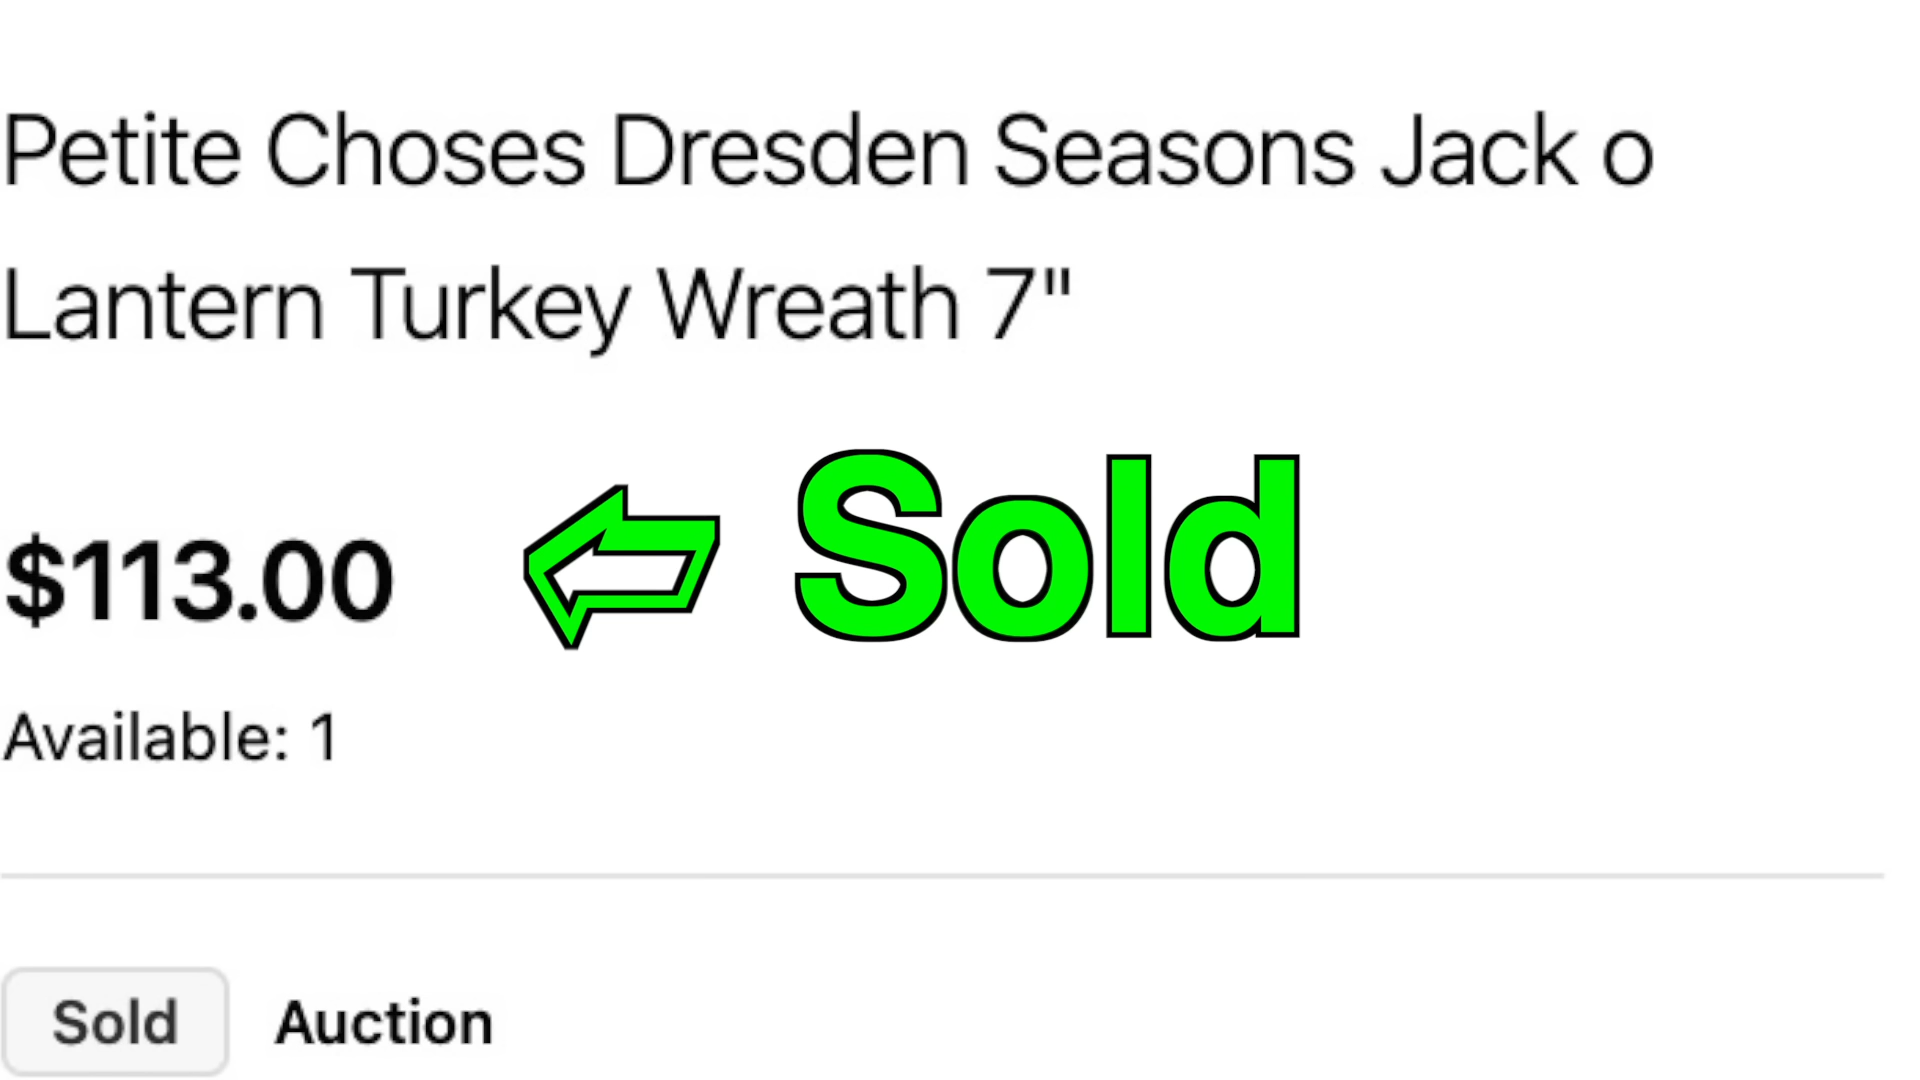 Petite Choses Dresden Seasons Jack o
Lantern Turkey Wreath 7"
$113.00
Sold
Available: 1
Sold Auction